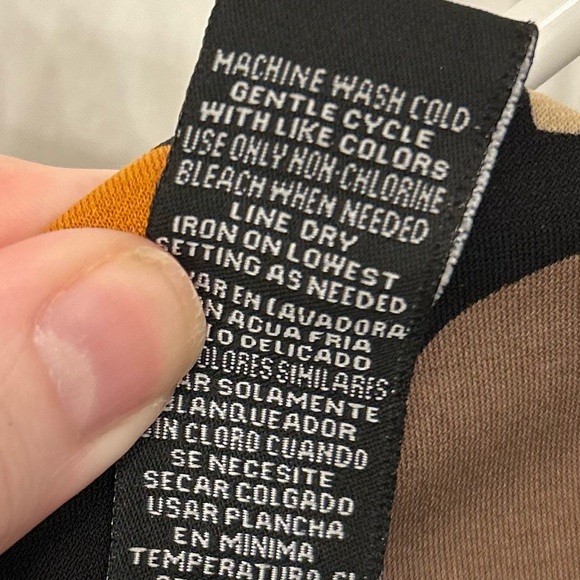 MACHINE WASH COLD
GENTLE CYCLE
WITH LIKE COLORS
USE ONLY NON-CHLORINE
BLEACH WHEN NEEDED
LINE DRY
IRON ON LOWEST
SETTING AS NEEDED
EN LAVADORA
AGUA FRIA
DELICADO
SIMILARES
SOLAMENTE
BLANQUEADOR
SIN CLORO CUANDO
SE NECESITE
SECAR COLGADO
USAR PLANCHA
EN MINIMA
TEMPERATURA